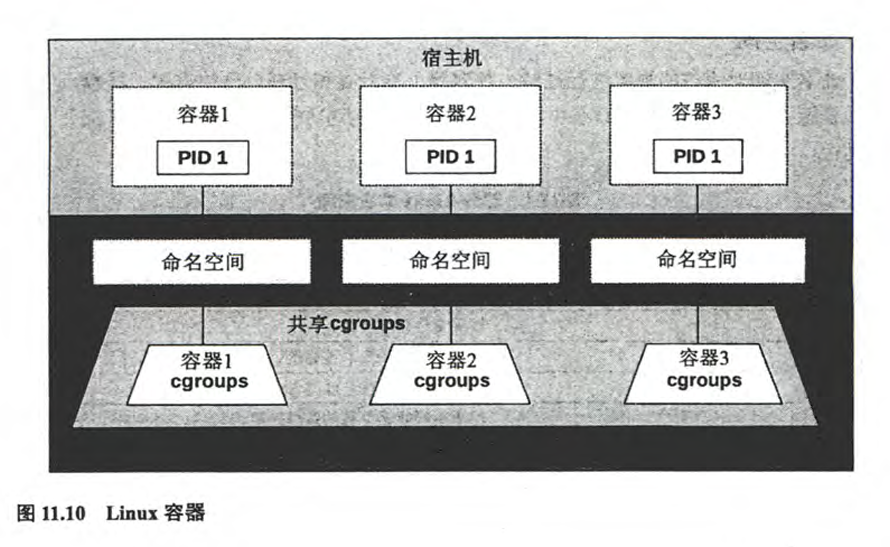 宿主机
容器1
容器2
容器3
PID 1
PID 1
PID 1
命名空间
命名空间
命名空间
共享cgroups
容器1
cgroups
容器2
cgroups
容器3
cgroups
图 11.10 Linux 容器